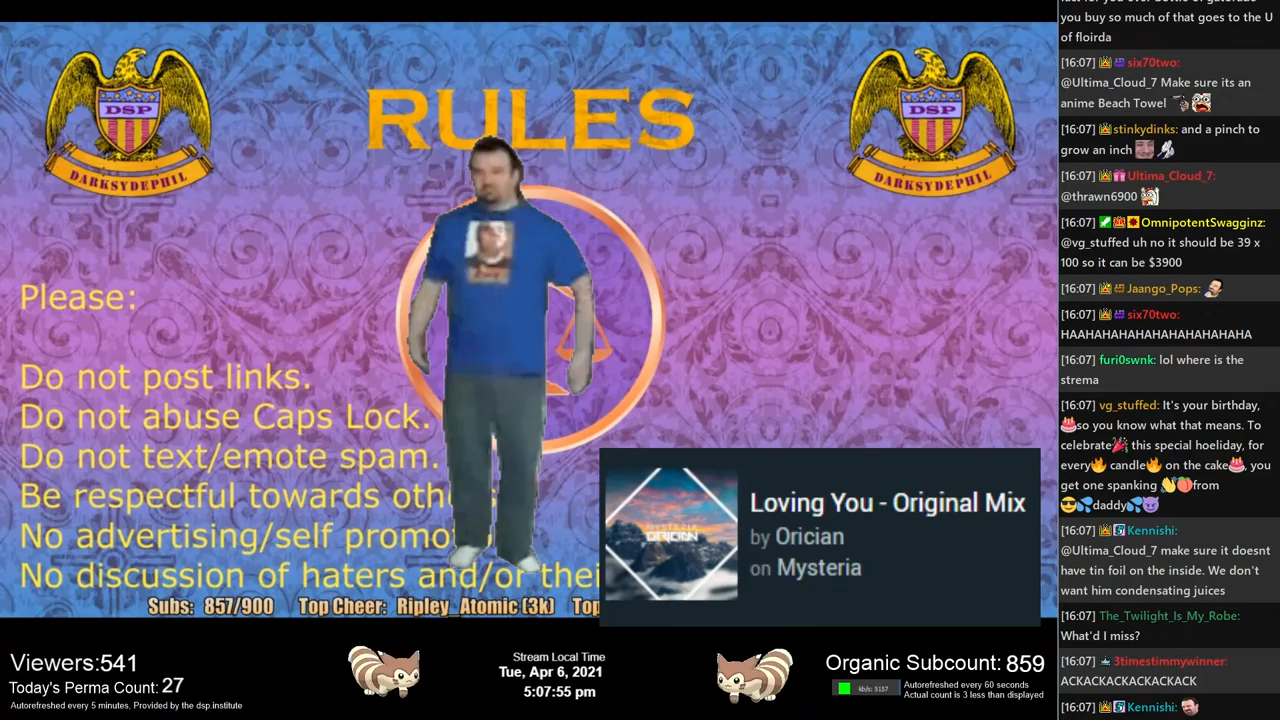 RULES
DSP
DARKSYDEPHIL
DSP
DARKSYDEPHIL
Please:
Do not post links.
Do not abuse Caps Lock.
Do not text/emote spam.
Be respectful towards oth
No advertising/self promo
No discussion of haters and/or thei
Subs: 857/900 Top Cheer: Ripley_Atomic (3k) Top
MYSTERIA
ORICIAN
Loving You - Original Mix
by Orician
on Mysteria
Viewers:541
Today's Perma Count: 27
Autorefreshed every 5 minutes, Provided by the dsp institute
Stream Local Time
Tue, Apr 6, 2021
5:07:55 pm
Organic Subcount: 859
kb/s: 5157
Autorefreshed every 60 seconds
Actual count is 3 less than displayed
you buy so much of that goes to the U
of floirda
[16:07] six70two:
@Ultima_Cloud_7 Make sure its an
anime Beach Towel
[16:07] stinkydinks: and a pinch to
grow an inch
[16:07] Ultima_Cloud_7:
@thrawn6900
[16:07] OmnipotentSwagginz:
@vg_stuffed uh no it should be 39 x
100 so it can be $3900
[16:07] Jaango_Pops:
[16:07] six70two:
HAAHAHAHAHAHAHAHAHAHA
[16:07] furi0swnk: lol where is the
strema
[16:07] vg_stuffed: It's your birthday,
🎂so you know what that means. To
celebrate🎉 this special hoeliday, for
every🔥 candle🔥 on the cake🎂, you
get one spanking 👋🍑from
😎💦daddy💦😈
[16:07] Kennishi:
@Ultima_Cloud_7 make sure it doesnt
have tin foil on the inside. We don't
want him condensating juices
[16:07] The_Twilight_Is_My_Robe:
What'd I miss?
[16:07] 3timestimmywinner:
ACKACKACKACKACKACK
[16:07] Kennishi: